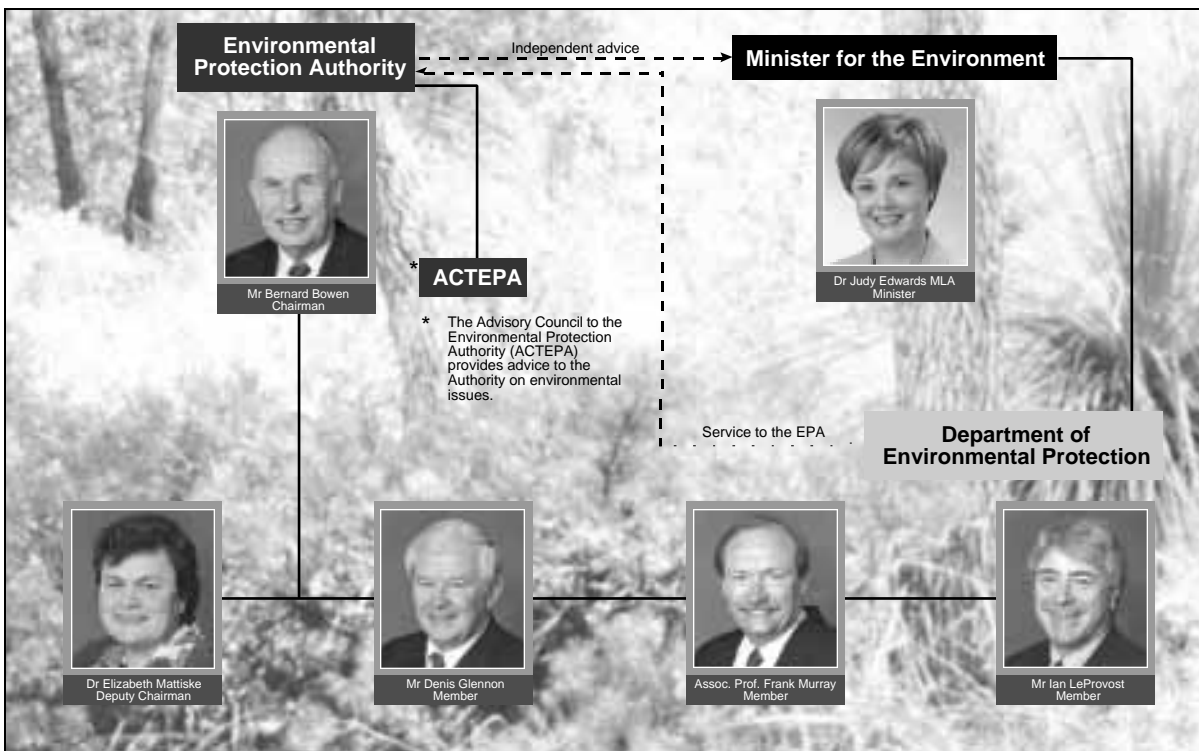 Environmental
Protection Authority
Independent advice
Minister for the Environment
Mr Bernard Bowen
Chairman
* ACTEPA
* The Advisory Council to the
Environmental Protection
Authority (ACTEPA)
provides advice to the
Authority on environmental
issues.
Dr Judy Edwards MLA
Minister
Service to the EPA
Department of
Environmental Protection
Dr Elizabeth Mattiske
Deputy Chairman
Mr Denis Glennon
Member
Assoc. Prof. Frank Murray
Member
Mr Ian LeProvost
Member